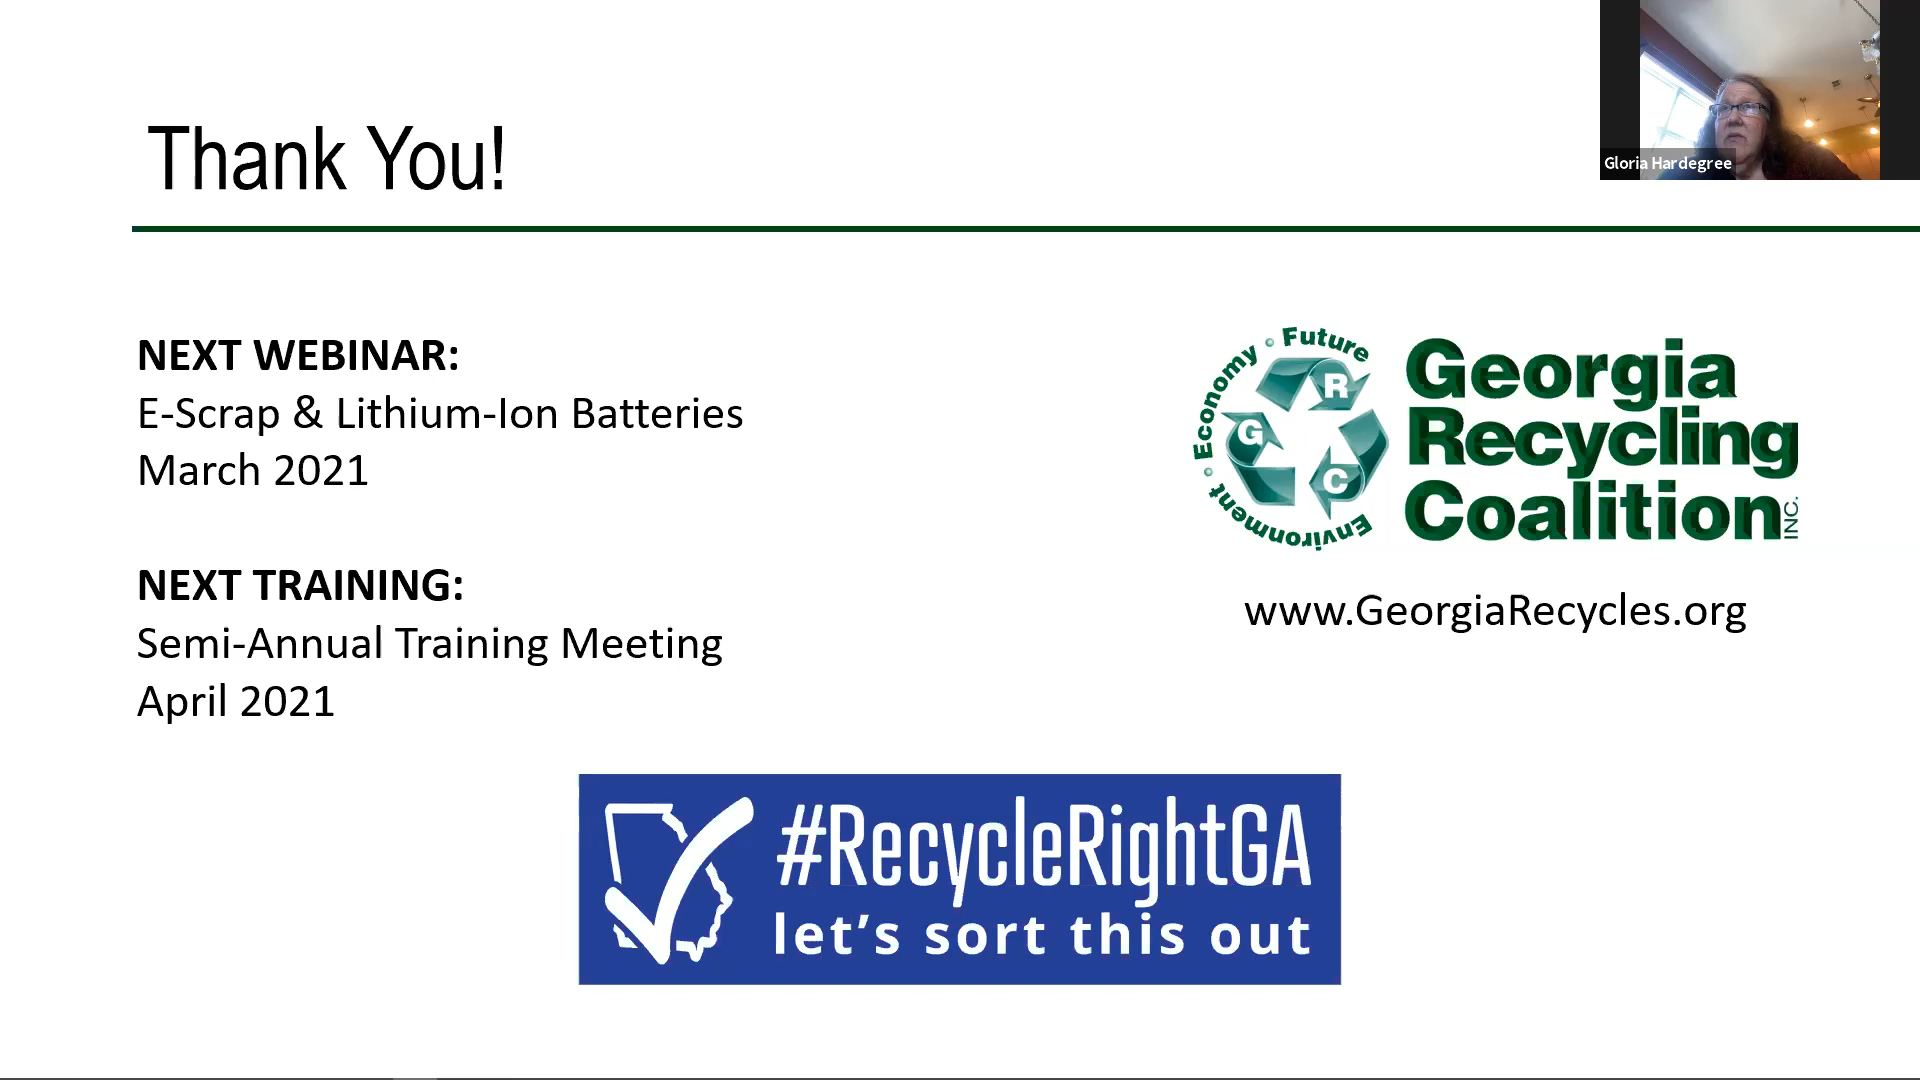 Thank You!
Gloria Hardegree
NEXT WEBINAR:
E-Scrap & Lithium-Ion Batteries
March 2021
NEXT TRAINING:
Semi-Annual Training Meeting
April 2021
Economy • Future
• Environment
R
G
C
Georgia
Recycling
Coalition INC.
www.GeorgiaRecycles.org
#RecycleRightGA
let's sort this out